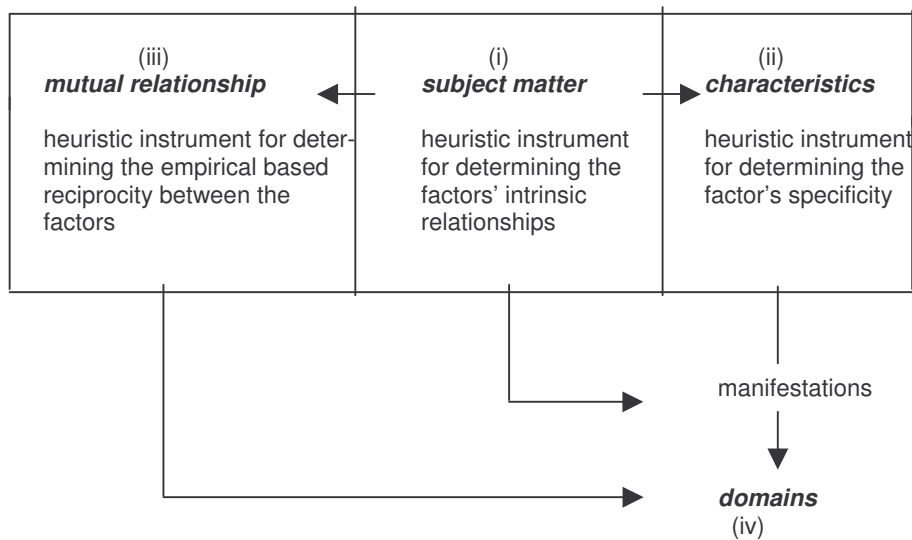 (iii)
mutual relationship
heuristic instrument for deter-
mining the empirical based
reciprocity between the
factors
(i)
subject matter
heuristic instrument
for determining the
factors’ intrinsic
relationships
(ii)
characteristics
heuristic instrument
for determining the
factor’s specificity
manifestations
domains
(iv)